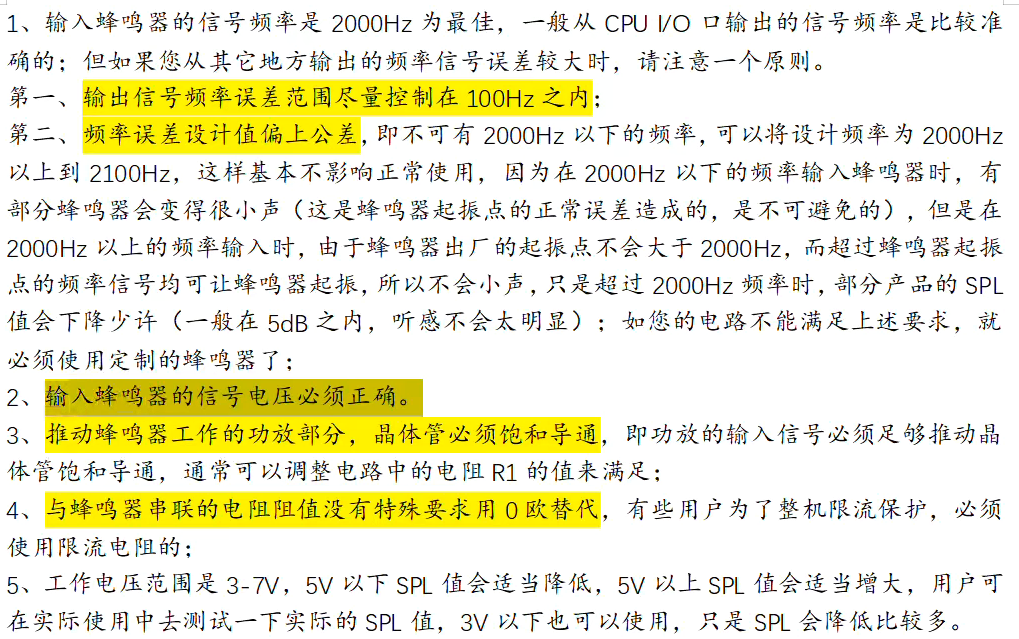 1、输入蜂鸣器的信号频率是 2000Hz 为最佳，一般从 CPU I/O 口输出的信号频率是比较准
确的；但如果您从其它地方输出的频率信号误差较大时，请注意一个原则。
第一、输出信号频率误差范围尽量控制在 100Hz 之内；
第二、频率误差设计值偏上公差，即不可有 2000Hz 以下的频率，可以将设计频率为 2000Hz
以上到 2100Hz，这样基本不影响正常使用，因为在 2000Hz 以下的频率输入蜂鸣器时，有
部分蜂鸣器会变得很小声（这是蜂鸣器起振点的正常误差造成的，是不可避免的），但是在
2000Hz 以上的频率输入时，由于蜂鸣器出厂的起振点不会大于 2000Hz，而超过蜂鸣器起振
点的频率信号均可让蜂鸣器起振，所以不会小声，只是超过 2000Hz 频率时，部分产品的 SPL
值会下降少许（一般在 5dB 之内，听感不会太明显）；如您的电路不能满足上述要求，就
必须使用定制的蜂鸣器了；
2、输入蜂鸣器的信号电压必须正确。
3、推动蜂鸣器工作的功放部分，晶体管必须饱和导通，即功放的输入信号必须足够推动晶
体管饱和导通，通常可以调整电路中的电阻 R1 的值来满足；
4、与蜂鸣器串联的电阻阻值没有特殊要求用 0 欧替代，有些用户为了整机限流保护，必须
使用限流电阻的；
5、工作电压范围是 3-7V，5V 以下 SPL 值会适当降低，5V 以上 SPL 值会适当增大，用户可
在实际使用中去测试一下实际的 SPL 值，3V 以下也可以使用，只是 SPL 会降低比较多。